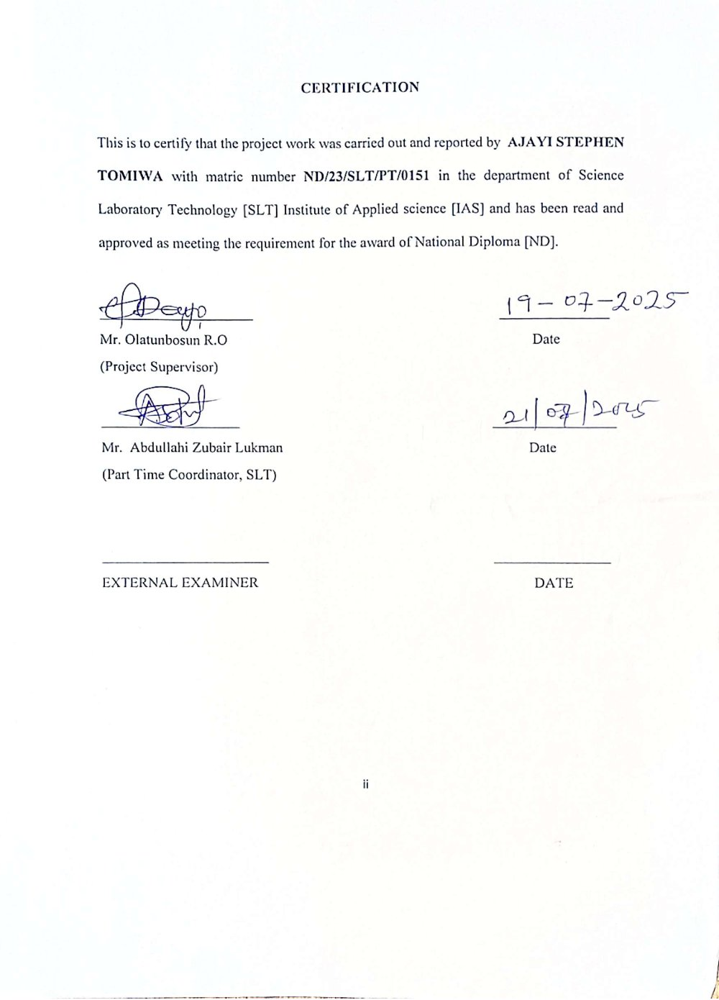 CERTIFICATION
This is to certify that the project work was carried out and reported by AJAYI STEPHEN
TOMIWA with matric number ND/23/SLT/PT/0151 in the department of Science
Laboratory Technology [SLT] Institute of Applied science [IAS] and has been read and
approved as meeting the requirement for the award of National Diploma [ND].
19-07-2025
Mr. Olatunbosun R.O Date
(Project Supervisor)
21/07/2025
Mr. Abdullahi Zubair Lukman Date
(Part Time Coordinator, SLT)
EXTERNAL EXAMINER DATE
ii